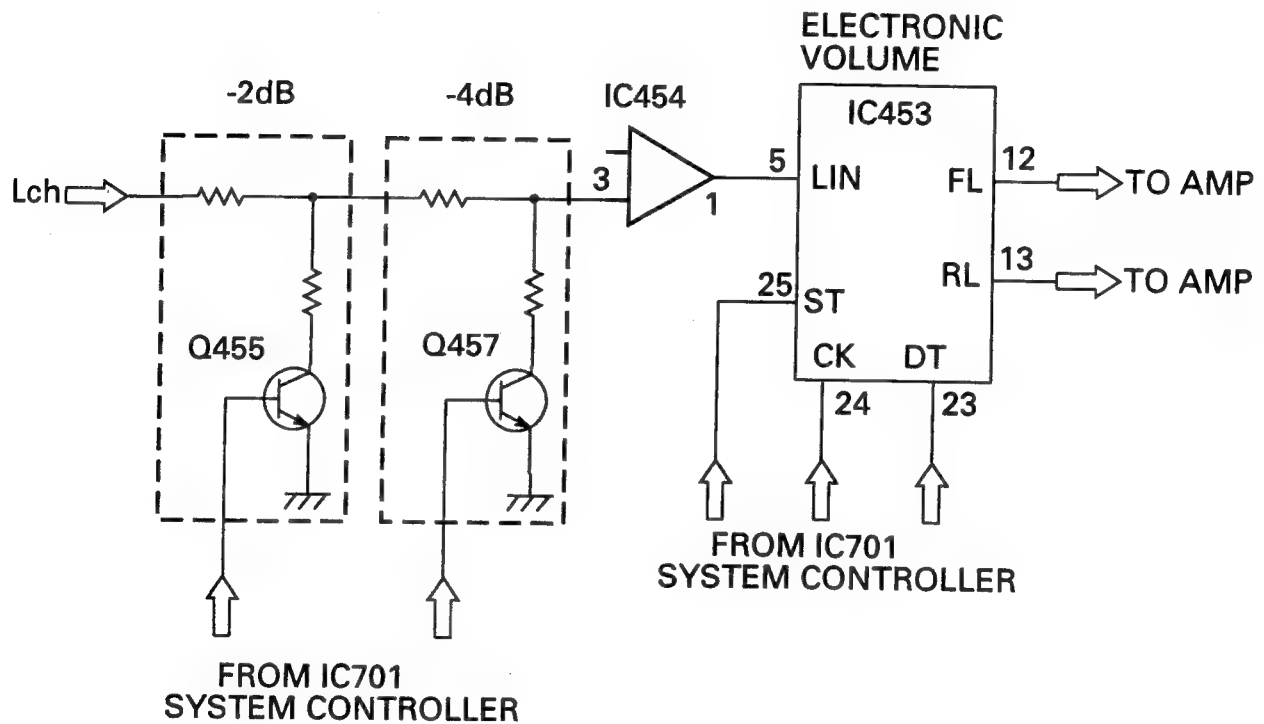 ELECTRONIC
VOLUME
-2dB
-4dB
IC454
IC453
Lch
3
1
5
LIN
FL
12
TO AMP
RL
13
TO AMP
25
ST
Q455
Q457
CK
DT
24
23
FROM IC701
SYSTEM CONTROLLER
FROM IC701
SYSTEM CONTROLLER